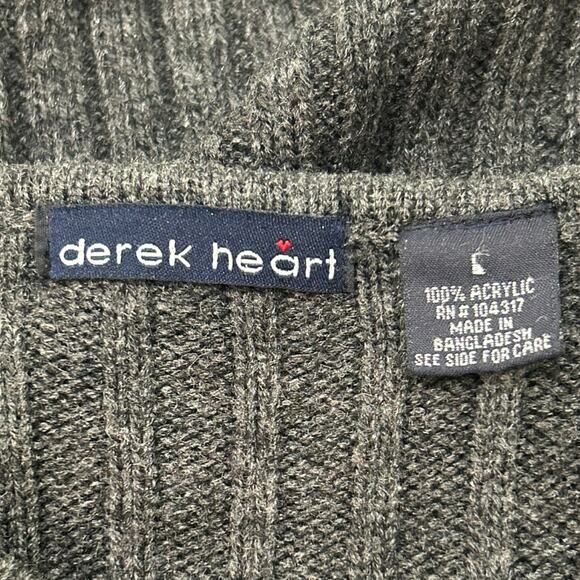 derek heart
L
100% ACRYLIC
RN# 104317
MADE IN
BANGLADESH
SEE SIDE FOR CARE